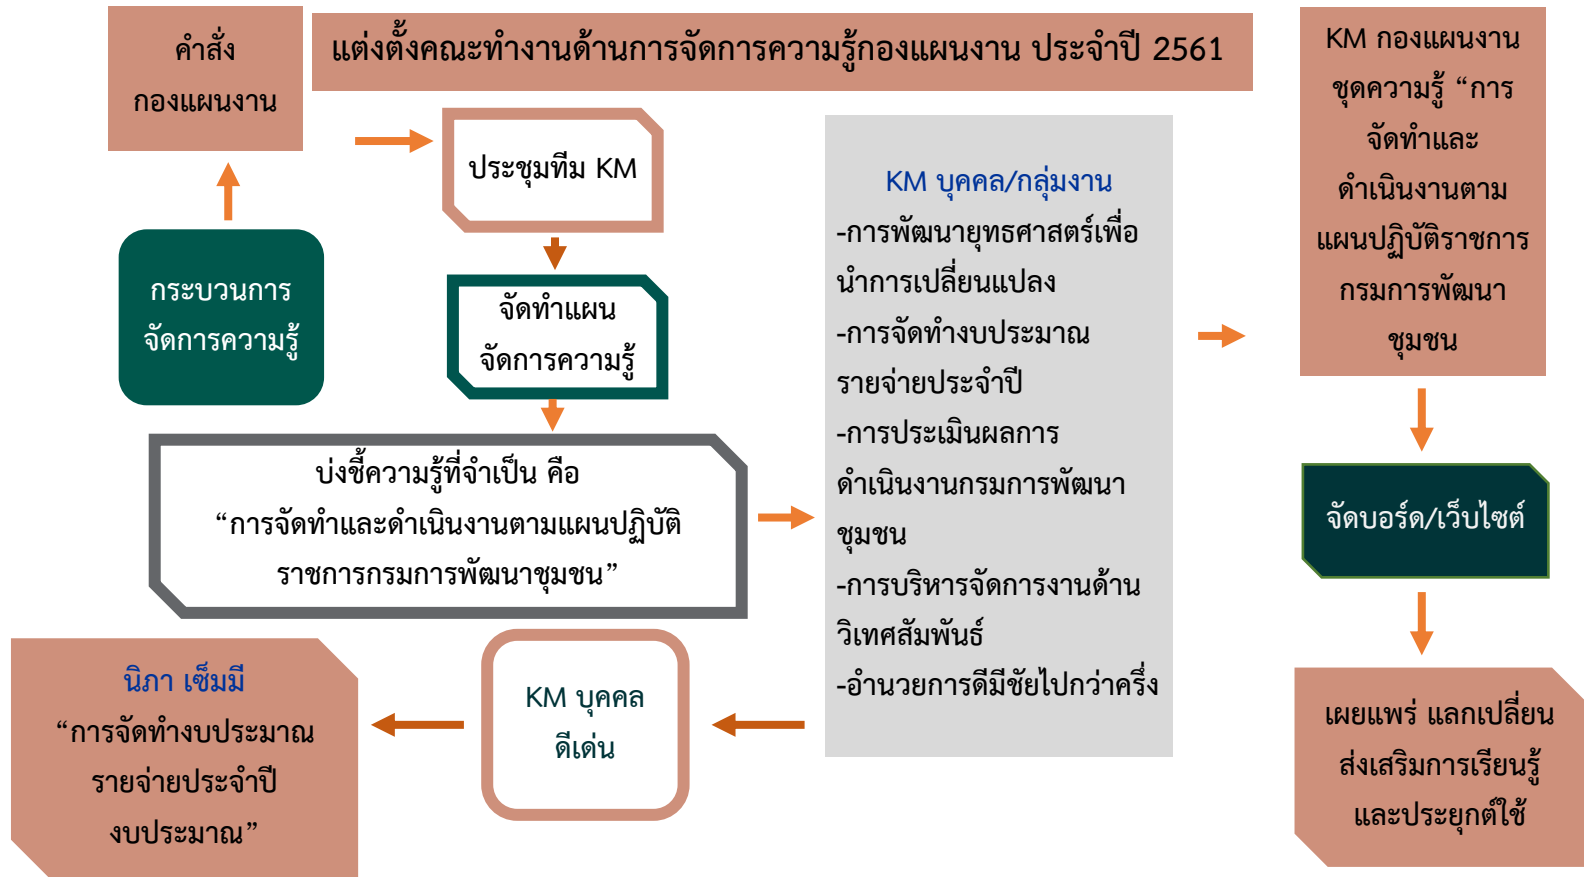 คำสั่ง
กองแผนงาน
แต่งตั้งคณะทำงานด้านการจัดการความรู้กองแผนงาน ประจำปี 2561
กระบวนการ
จัดการความรู้
ประชุมทีม KM
จัดทำแผน
จัดการความรู้
บ่งชี้ความรู้ที่จำเป็น คือ
“การจัดทำและดำเนินงานตามแผนปฏิบัติ
ราชการกรมการพัฒนาชุมชน”
KM บุคคล/กลุ่มงาน
-การพัฒนายุทธศาสตร์เพื่อ
นำการเปลี่ยนแปลง
-การจัดทำงบประมาณ
รายจ่ายประจำปี
-การประเมินผลการ
ดำเนินงานกรมการพัฒนา
ชุมชน
-การบริหารจัดการงานด้าน
วิเทศสัมพันธ์
-อำนวยการดีมีชัยไปกว่าครึ่ง
KM บุคคล
ดีเด่น
นิภา เซ็มมี
“การจัดทำงบประมาณ
รายจ่ายประจำปี
งบประมาณ”
KM กองแผนงาน
ชุดความรู้ “การ
จัดทำและ
ดำเนินงานตาม
แผนปฏิบัติราชการ
กรมการพัฒนา
ชุมชน
จัดบอร์ด/เว็บไซต์
เผยแพร่ แลกเปลี่ยน
ส่งเสริมการเรียนรู้
และประยุกต์ใช้